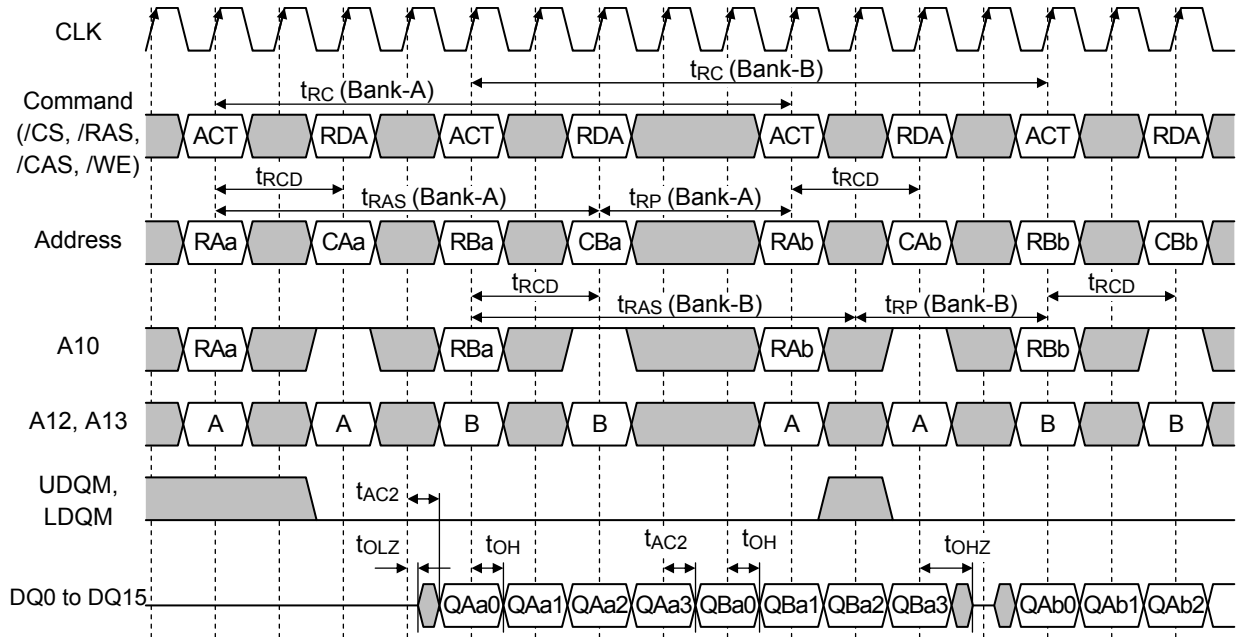 CLK
tRC (Bank-B)
tRC (Bank-A)
Command
(/CS, /RAS,
/CAS, /WE)
ACT RDA ACT RDA ACT RDA ACT RDA
tRCD tRCD
tRAS (Bank-A) tRP (Bank-A)
Address RAa CAa RBa CBa RAb CAb RBb CBb
tRCD tRCD
tRAS (Bank-B) tRP (Bank-B)
A10 RAa RBa RAb RBb
A12, A13 A A B B A A B B
UDQM,
LDQM
tAC2
tOLZ tOH tAC2 tOH tOHZ
DQ0 to DQ15 QAa0 QAa1 QAa2 QAa3 QBa0 QBa1 QBa2 QBa3 QAb0 QAb1 QAb2